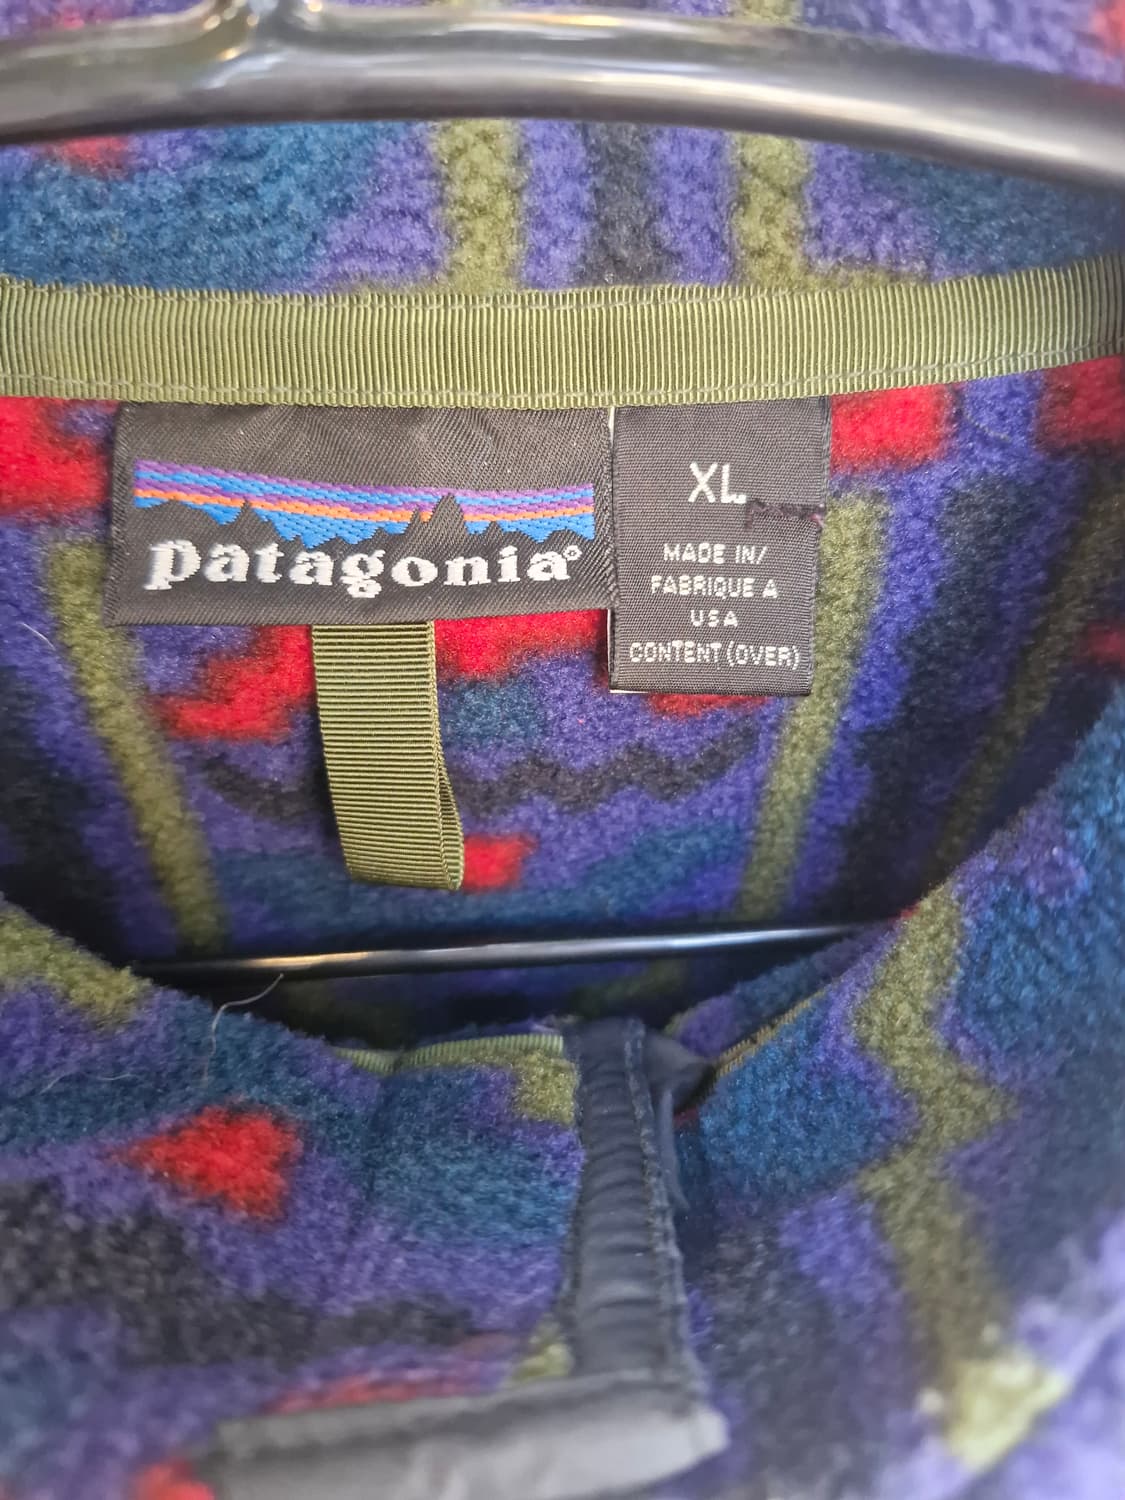 patagonia®
XL
MADE IN/
FABRIQUE A
USA
CONTENT (OVER)